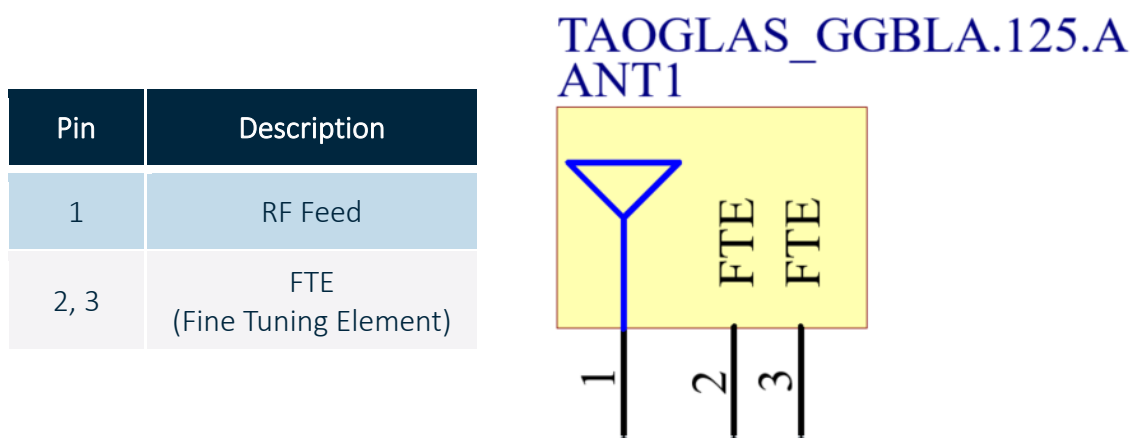 Pin Description
1 RF Feed
2, 3 FTE
(Fine Tuning Element)
TAOGLAS_GGBLA.125.A
ANT1
FTE
FTE
1
2
3